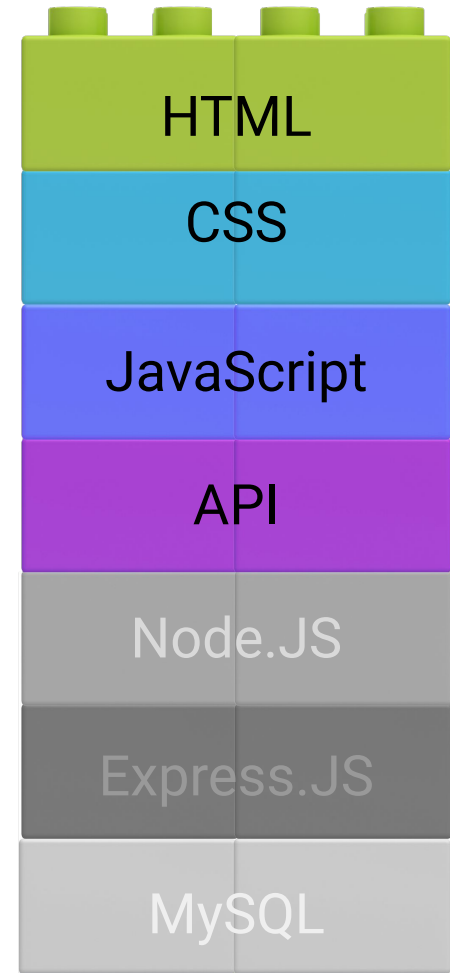 HTML
CSS
JavaScript
API
Node.JS
Express.JS
MySQL